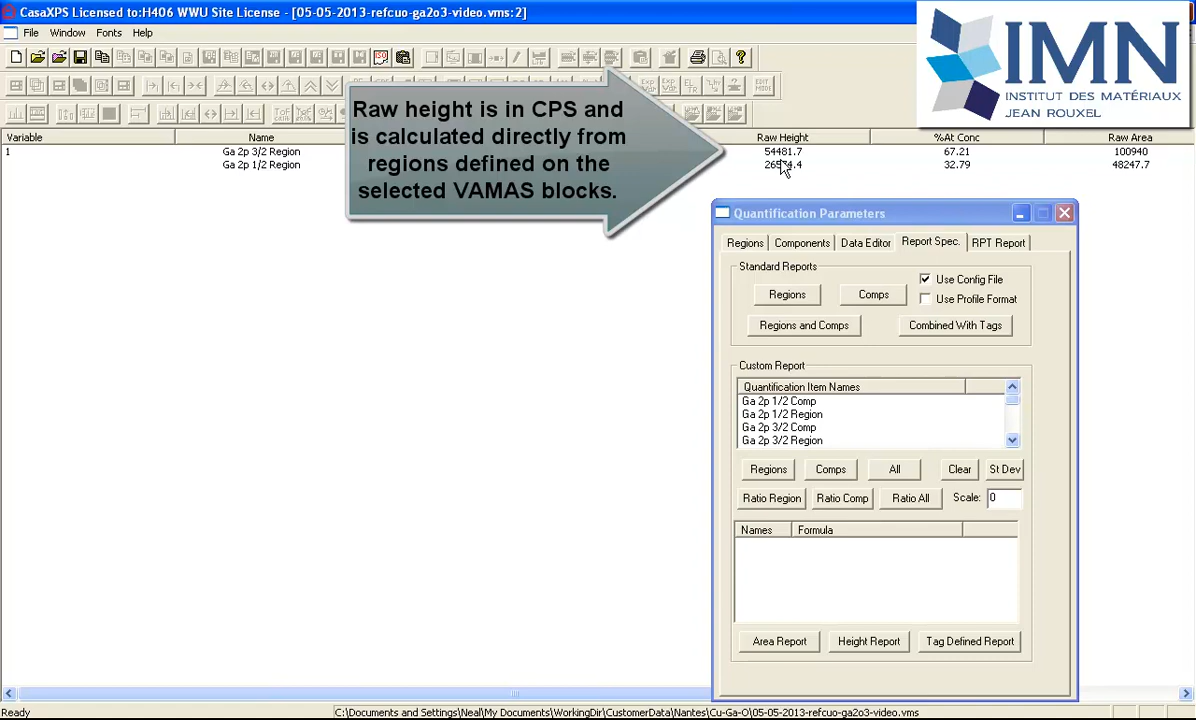 CasaXPS Licensed to:H406 WWU Site License - [05-05-2013-refcuo-ga2o3-video.vms:2]
File Window Fonts Help
IMN
INSTITUT DES MATÉRIAUX
JEAN ROUXEL
Raw height is in CPS and
is calculated directly from
regions defined on the
selected VAMAS blocks.
Variable Name Raw Height %At Conc Raw Area
1 Ga 2p 3/2 Region 54481.7 67.21 100940
Ga 2p 1/2 Region 32.79 48247.7
Quantification Parameters
Regions Components Data Editor Report Spec. RPT Report
Standard Reports
Use Config File
Regions Comps
Use Profile Format
Regions and Comps Combined With Tags
Custom Report
Quantification Item Names
Ga 2p 1/2 Comp
Ga 2p 1/2 Region
Ga 2p 3/2 Comp
Ga 2p 3/2 Region
Regions Comps All Clear St Dev
Ratio Region Ratio Comp Ratio All Scale: 0
Names Formula
Area Report Height Report Tag Defined Report
Ready C:\Documents and Settings\Neal\My Documents\WorkingDir\CustomerData\Nantes\Cu-Ga-O\05-05-2013-refcuo-ga2o3-video.vms